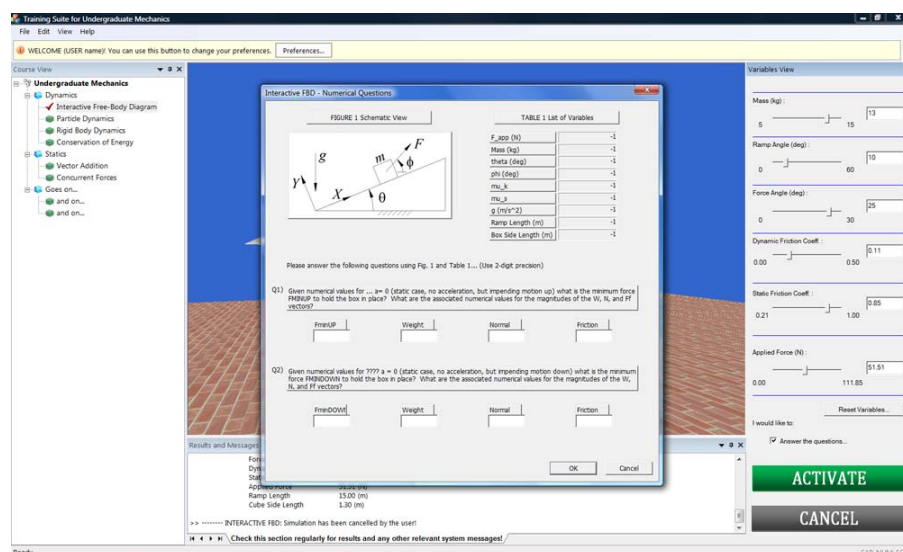 Training Suite for Undergraduate Mechanics
File Edit View Help
WELCOME (USER name)! You can use this button to change your preferences. Preferences...
Course View
Undergraduate Mechanics
Dynamics
Interactive Free-Body Diagram
Particle Dynamics
Rigid Body Dynamics
Conservation of Energy
Statics
Vector Addition
Concurrent Forces
Goes on...
and on...
and on...
Interactive FBD - Numerical Questions
FIGURE 1 Schematic View
g
m
F
ϕ
Y
X
θ
TABLE 1 List of Variables
F_app (N) -1
Mass (kg) -1
theta (deg) -1
phi (deg) -1
mu_k -1
mu_s -1
g (m/s^2) -1
Ramp Length (m) -1
Box Side Length (m) -1
Please answer the following questions using Fig. 1 and Table 1... (Use 2-digit precision)
Q1) Given numerical values for ... a= 0 (static case, no acceleration, but impending motion up) what is the minimum force
FMINUP to hold the box in place? What are the associated numerical values for the magnitudes of the W, N, and Ff
vectors?
FminUP Weight Normal Friction
Q2) Given numerical values for ???? a = 0 (static case, no acceleration, but impending motion down) what is the minimum
force FMINDOWN to hold the box in place? What are the associated numerical values for the magnitudes of the W,
N, and Ff vectors?
FminDOWI Weight Normal Friction
OK Cancel
Variables View
Mass (kg) :
13
5 15
Ramp Angle (deg) :
10
0 60
Force Angle (deg) :
25
0 30
Dynamic Friction Coeff. :
0.11
0.00 0.50
Static Friction Coeff. :
0.85
0.21 1.00
Applied Force (N) :
51.51
0.00 111.85
Reset Variables...
I would like to:
Answer the questions...
ACTIVATE
CANCEL
Results and Messages
Ramp Length 15.00 (m)
Cube Side Length 1.30 (m)
>> -------- INTERACTIVE FBD: Simulation has been cancelled by the user!
Check this section regularly for results and any other relevant system messages!